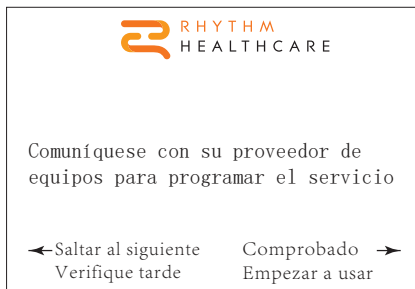 RHYTHM
HEALTHCARE
Comuníquese con su proveedor de
equipos para programar el servicio
Saltar al siguiente
Verifique tarde
Comprobado
Empezar a usar